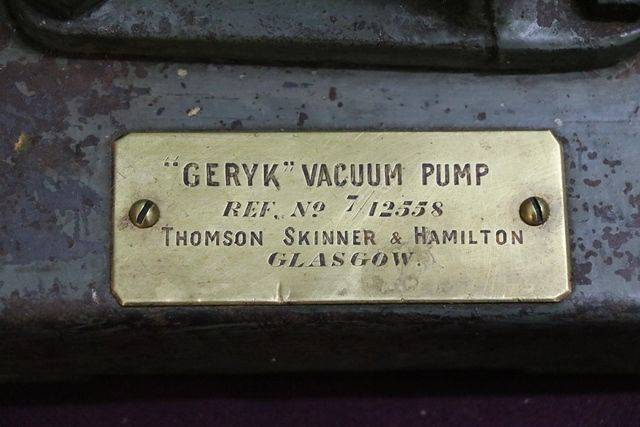 "GERYK" VACUUM PUMP
REF. No 7/12558
THOMSON SKINNER & HAMILTON
GLASGOW.